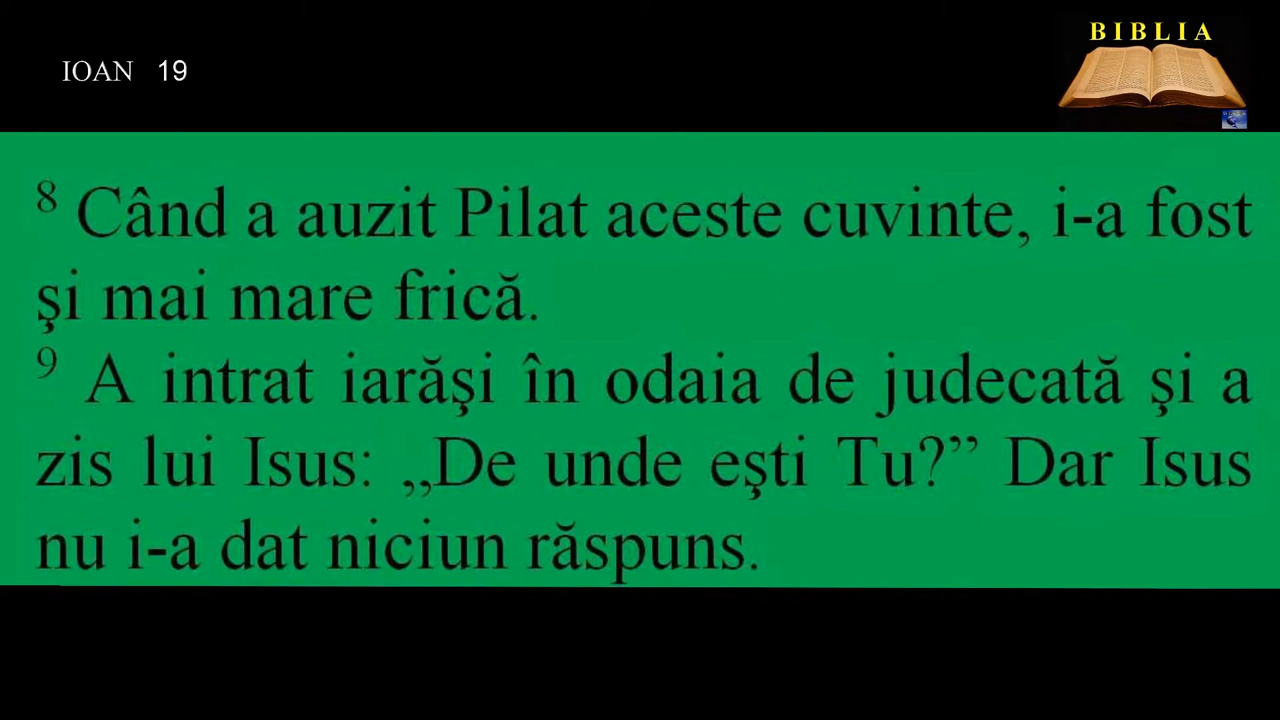 BIBLIA
IOAN 19
8 Când a auzit Pilat aceste cuvinte, i-a fost
şi mai mare frică.
9 A intrat iarăşi în odaia de judecată şi a
zis lui Isus: „De unde eşti Tu?” Dar Isus
nu i-a dat niciun răspuns.